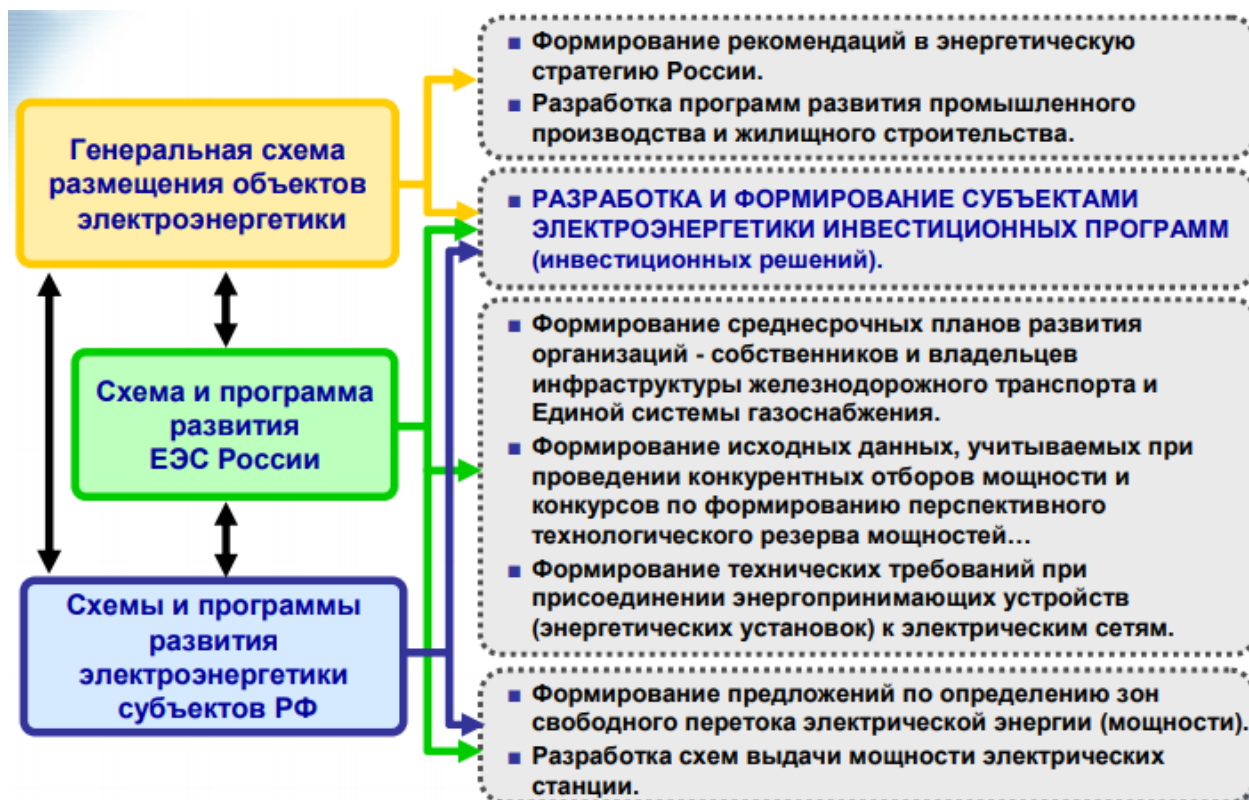 Генеральная схема
размещения объектов
электроэнергетики
Схема и программа
развития
ЕЭС России
Схемы и программы
развития
электроэнергетики
субъектов РФ
■ Формирование рекомендаций в энергетическую
стратегию России.
■ Разработка программ развития промышленного
производства и жилищного строительства.
■ РАЗРАБОТКА И ФОРМИРОВАНИЕ СУБЪЕКТАМИ
ЭЛЕКТРОЭНЕРГЕТИКИ ИНВЕСТИЦИОННЫХ ПРОГРАММ
(инвестиционных решений).
■ Формирование среднесрочных планов развития
организаций - собственников и владельцев
инфраструктуры железнодорожного транспорта и
Единой системы газоснабжения.
■ Формирование исходных данных, учитываемых при
проведении конкурентных отборов мощности и
конкурсов по формированию перспективного
технологического резерва мощностей…
■ Формирование технических требований при
присоединении энергопринимающих устройств
(энергетических установок) к электрическим сетям.
■ Формирование предложений по определению зон
свободного перетока электрической энергии (мощности).
■ Разработка схем выдачи мощности электрических
станции.